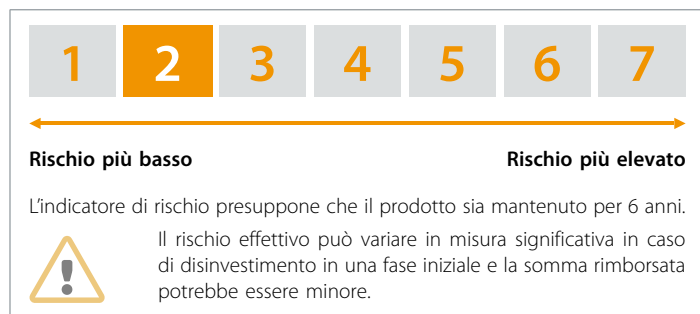 1 2 3 4 5 6 7
Rischio più basso Rischio più elevato
L'indicatore di rischio presuppone che il prodotto sia mantenuto per 6 anni.
Il rischio effettivo può variare in misura significativa in caso
di disinvestimento in una fase iniziale e la somma rimborsata
potrebbe essere minore.